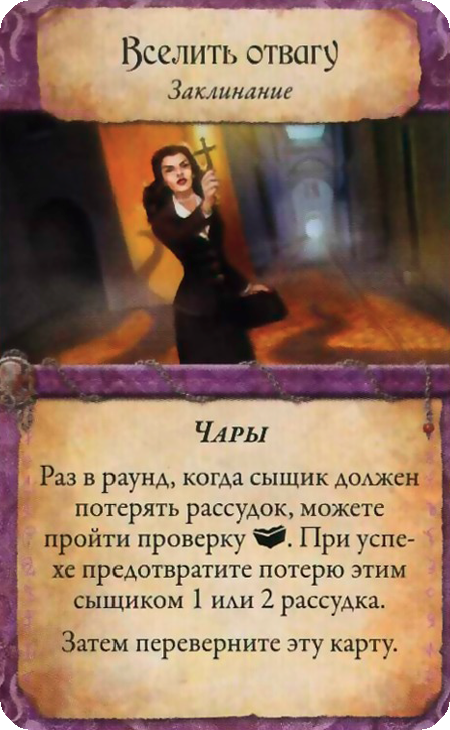 Вселить отвагу
Заклинание
Чары
Раз в раунд, когда сыщик должен
потерять рассудок, можете
пройти проверку . При успе-
хе предотвратите потерю этим
сыщиком 1 или 2 рассудка.
Затем переверните эту карту.